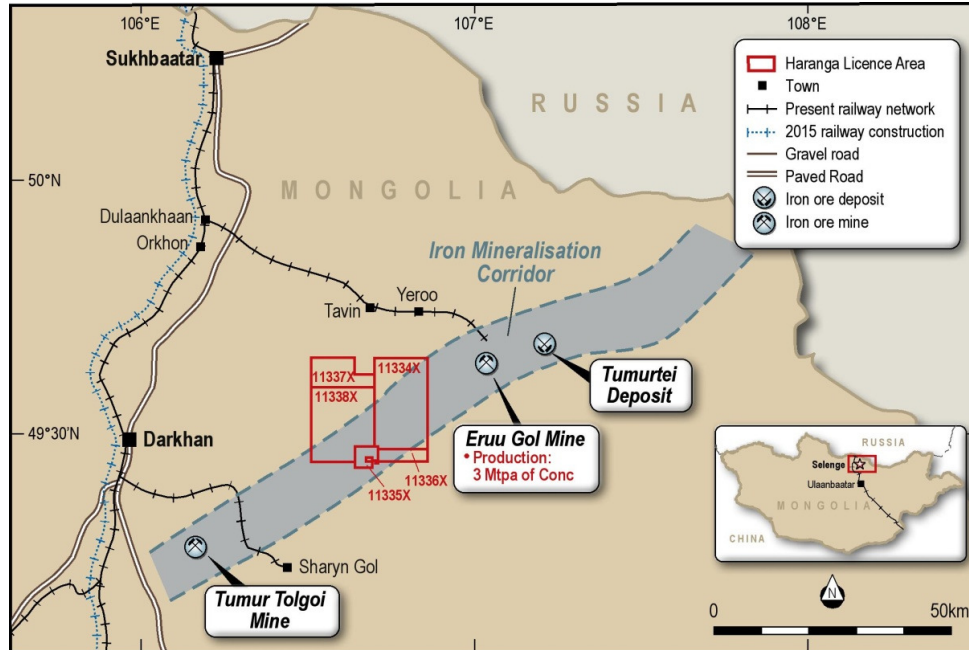 106°E
107°E
108°E
Sukhbaatar
RUSSIA
Haranga Licence Area
Town
Present railway network
2015 railway construction
Gravel road
Paved Road
Iron ore deposit
Iron ore mine
50°N
MONGOLIA
Dulaankhaan
Orkhon
Iron Mineralisation
Corridor
Tavin
Yeroo
11337X
11334X
11338X
Tumurtei
Deposit
49°30
N
Darkhan
Eruu Gol Mine
• Production:
3 Mtpa of Conc
11336X
11335X
RUSSIA
Selenge
Ulaanbaatar
MONGOLIA
CHINA
Sharyn Gol
Tumur Tolgoi
Mine
N
0
50km